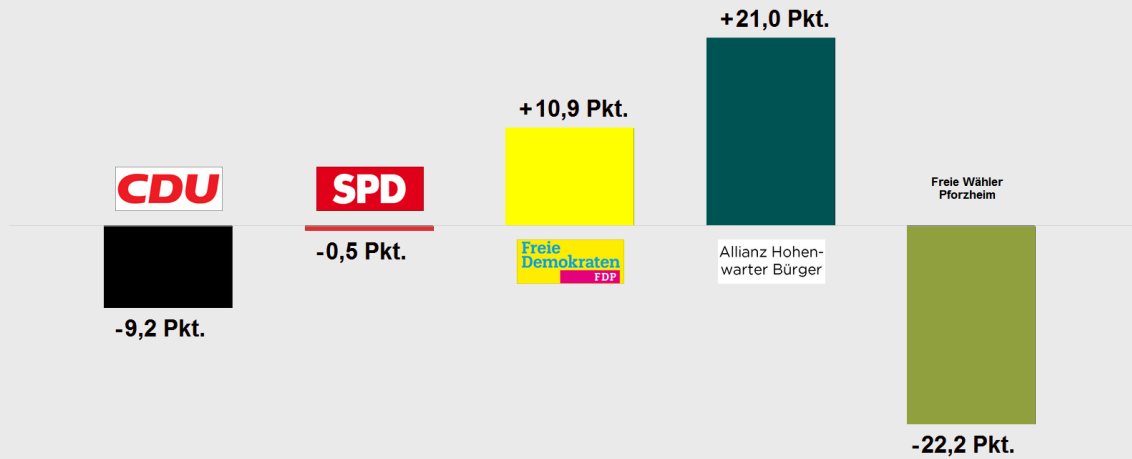 +21,0 Pkt.
+10,9 Pkt.
CDU
SPD
Freie Wähler
Pforzheim
-0,5 Pkt.
Freie
Demokraten
FDP
Allianz Hohen-
warter Bürger
-9,2 Pkt.
-22,2 Pkt.